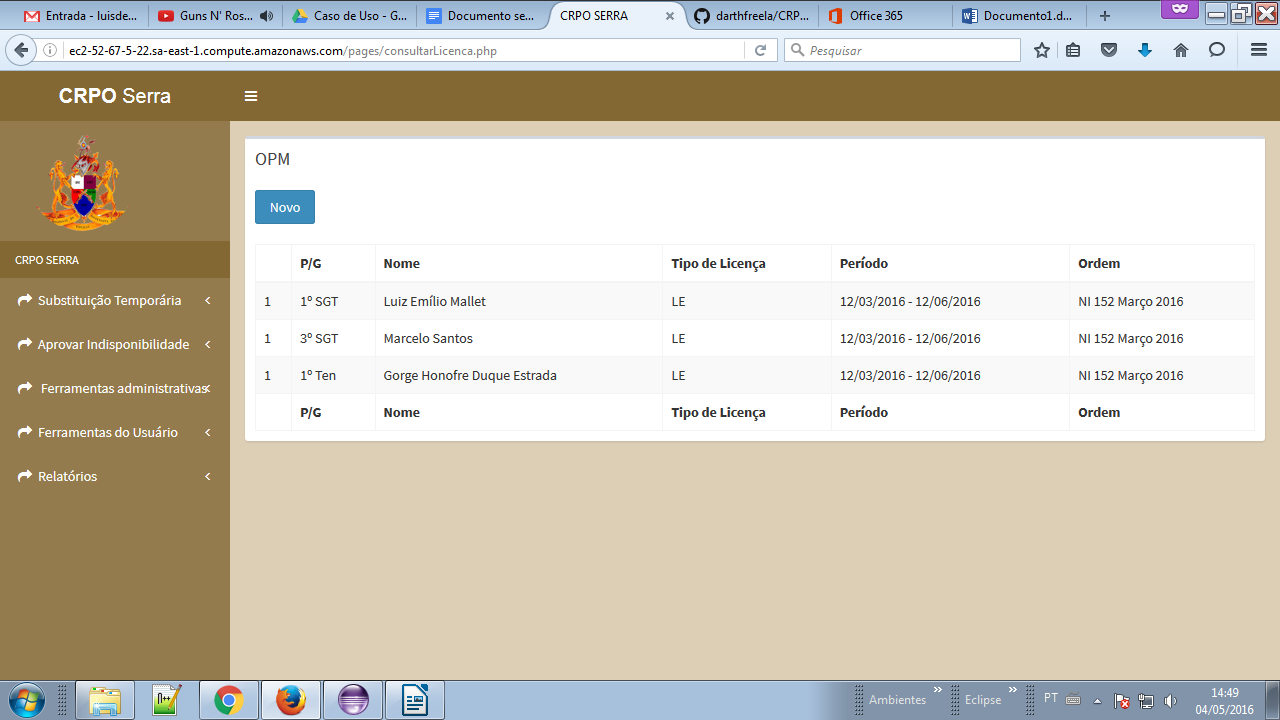 Entrada - luisde... Guns N' Ros... Caso de Uso - G... Documento se... CRPO SERRA darthfreela/CRP... Office 365 Documento1.d...
ec2-52-67-5-22.sa-east-1.compute.amazonaws.com/pages/consultarLicenca.php Pesquisar
CRPO Serra
CRPO SERRA
Substituição Temporária
Aprovar Indisponibilidade
Ferramentas administrativas
Ferramentas do Usuário
Relatórios
OPM
Novo
P/G Nome Tipo de Licença Período Ordem
1 1º SGT Luiz Emílio Mallet LE 12/03/2016 - 12/06/2016 NI 152 Março 2016
1 3º SGT Marcelo Santos LE 12/03/2016 - 12/06/2016 NI 152 Março 2016
1 1º Ten Gorge Honofre Duque Estrada LE 12/03/2016 - 12/06/2016 NI 152 Março 2016
P/G Nome Tipo de Licença Período Ordem
Ambientes Eclipse PT 14:49
04/05/2016